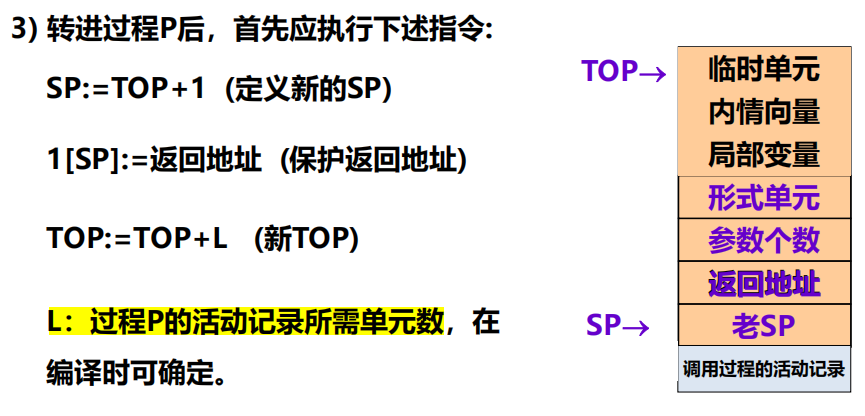 3) 转进过程P后，首先应执行下述指令:
SP:=TOP+1 (定义新的SP)
1[SP]:=返回地址 (保护返回地址)
TOP:=TOP+L (新TOP)
L：过程P的活动记录所需单元数，在
编译时可确定。
TOP→
临时单元
内情向量
局部变量
形式单元
参数个数
返回地址
SP→
老SP
调用过程的活动记录